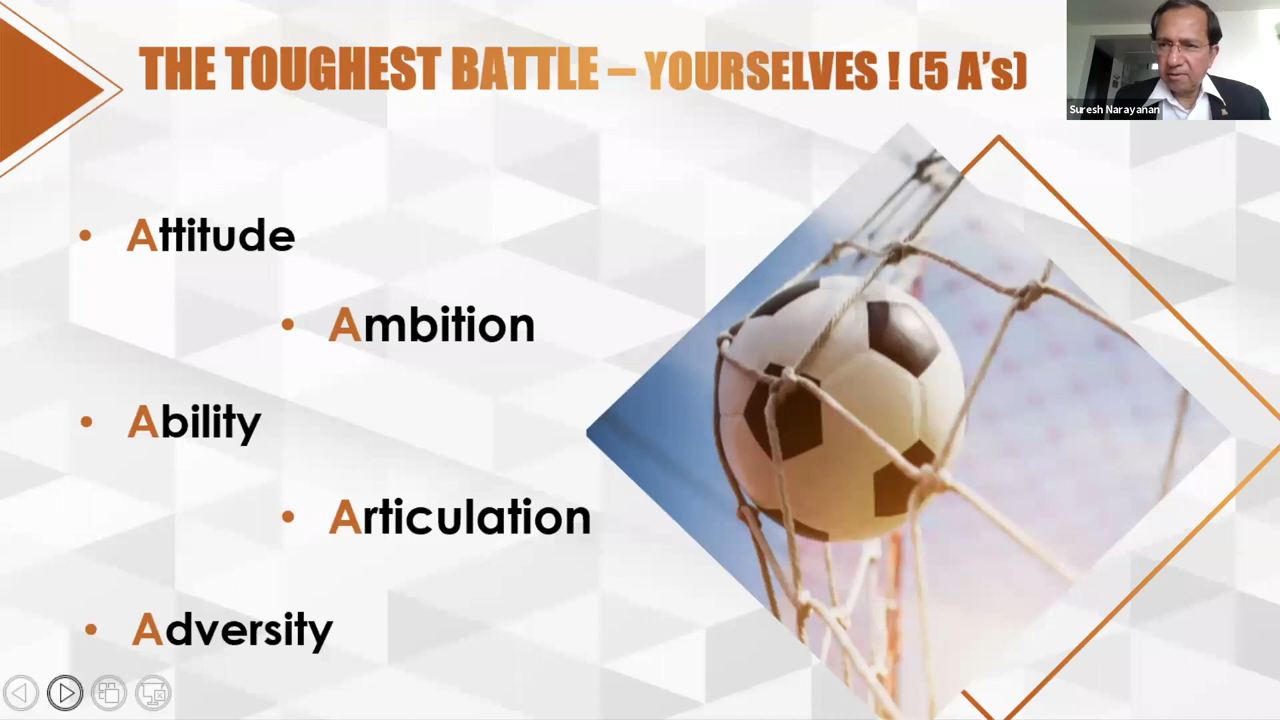 THE TOUGHEST BATTLE – YOURSELVES ! (5 A's)
Suresh Narayanan
• Attitude
• Ambition
• Ability
• Articulation
• Adversity